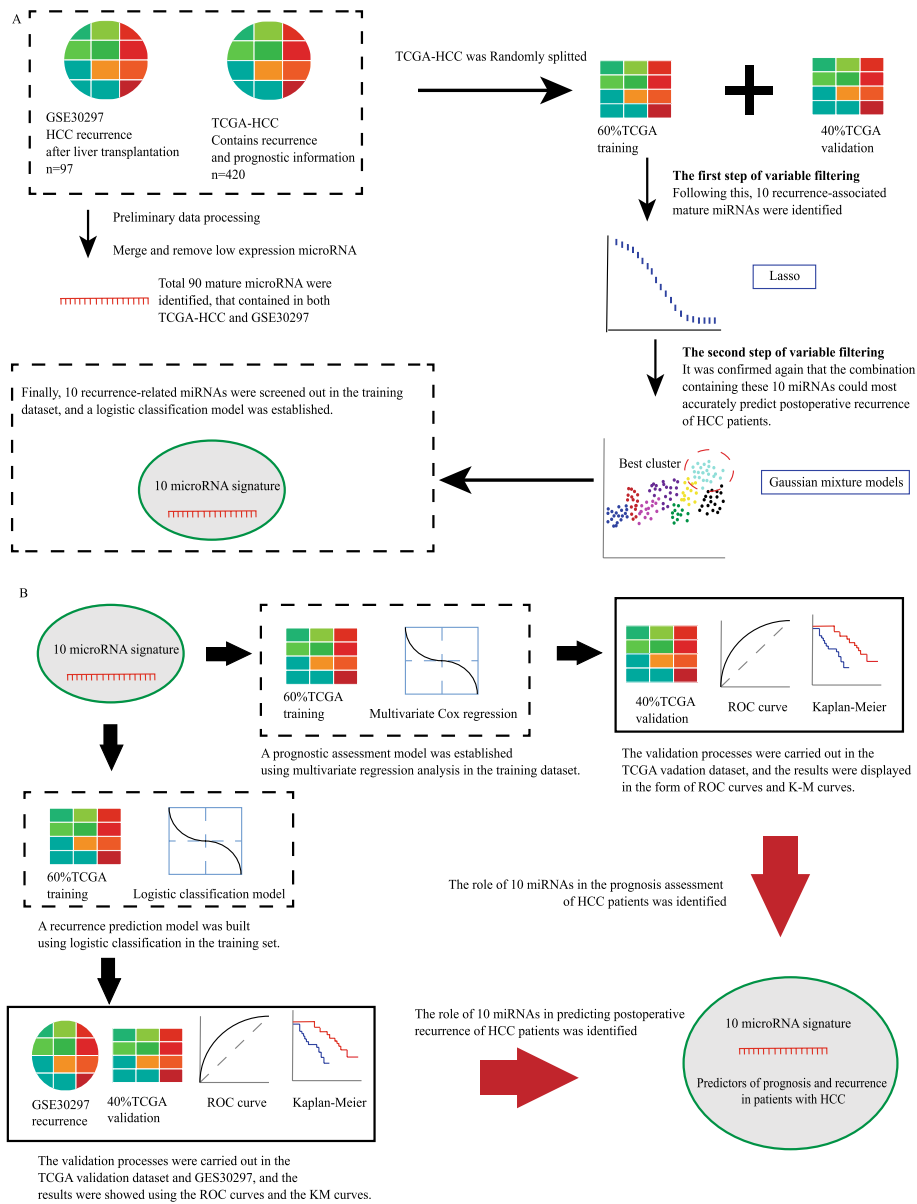 A
GSE30297
HCC recurrence
after liver transplantation
n=97
TCGA-HCC
Contains recurrence
and prognostic information
n=420
TCGA-HCC was Randomly splitted
60%TCGA
training
40%TCGA
validation
Preliminary data processing
Merge and remove low expression microRNA
Total 90 mature microRNA were
identified, that contained in both
TCGA-HCC and GSE30297
The first step of variable filtering
Following this, 10 recurrence-associated
mature miRNAs were identified
Lasso
The second step of variable filtering
It was confirmed again that the combination
containing these 10 miRNAs could most
accurately predict postoperative recurrence
of HCC patients.
Best cluster
Gaussian mixture models
Finally, 10 recurrence-related miRNAs were screened out in the training
dataset, and a logistic classification model was established.
10 microRNA signature
B
10 microRNA signature
60%TCGA
training
Multivariate Cox regression
A prognostic assessment model was established
using multivariate regression analysis in the training dataset.
40%TCGA
validation
ROC curve
Kaplan-Meier
The validation processes were carried out in the
TCGA vadation dataset, and the results were displayed
in the form of ROC curves and K-M curves.
60%TCGA
training
Logistic classification model
A recurrence prediction model was built
using logistic classification in the training set.
The role of 10 miRNAs in the prognosis assessment
of HCC patients was identified
GSE30297
recurrence
40%TCGA
validation
ROC curve
Kaplan-Meier
The validation processes were carried out in the
TCGA validation dataset and GES30297, and the
results were showed using the ROC curves and the KM curves.
The role of 10 miRNAs in predicting postoperative
recurrence of HCC patients was identified
10 microRNA signature
Predictors of prognosis and recurrence
in patients with HCC